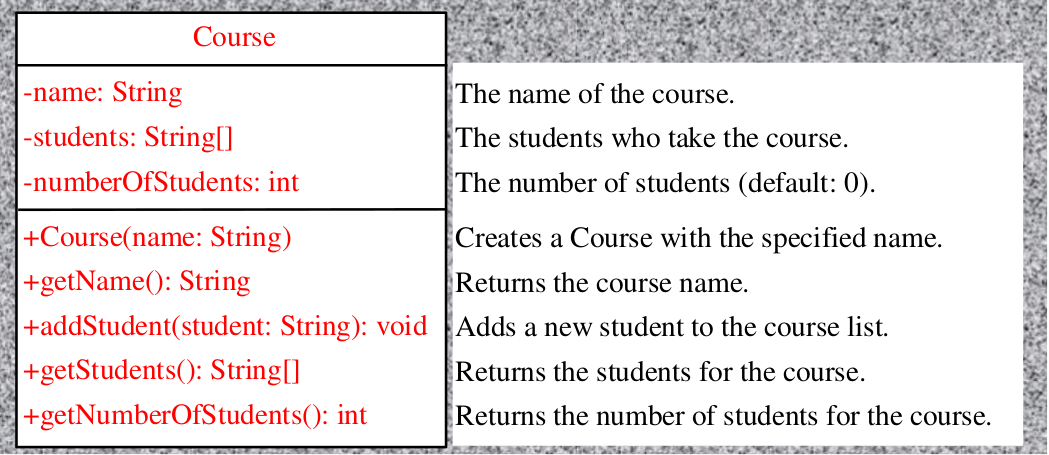 Course
-name: String
The name of the course.
-students: String[]
The students who take the course.
-numberOfStudents: int
The number of students (default: 0).
+Course(name: String)
Creates a Course with the specified name.
+getName(): String
Returns the course name.
+addStudent(student: String): void
Adds a new student to the course list.
+getStudents(): String[]
Returns the students for the course.
+getNumberOfStudents(): int
Returns the number of students for the course.